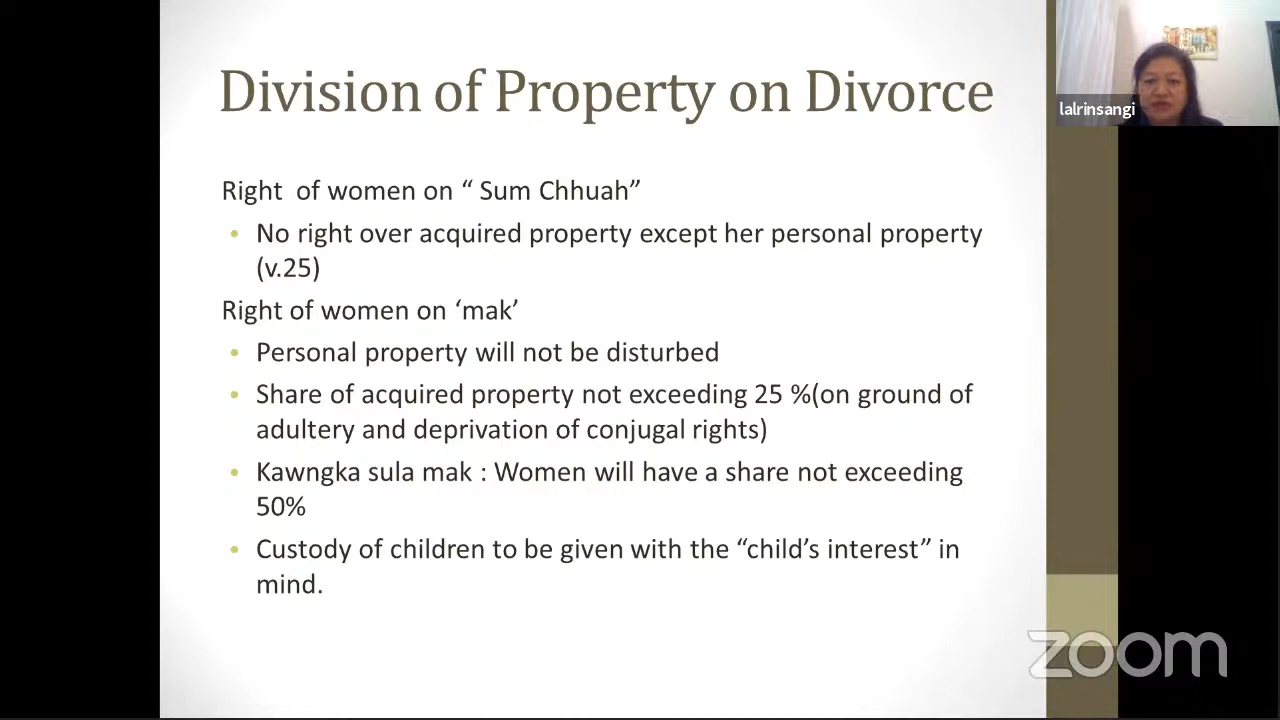 Division of Property on Divorce
lalrinsangi
Right of women on “ Sum Chhuah”
• No right over acquired property except her personal property
(v.25)
Right of women on ‘mak’
• Personal property will not be disturbed
• Share of acquired property not exceeding 25 %(on ground of
adultery and deprivation of conjugal rights)
• Kawngka sula mak : Women will have a share not exceeding
50%
• Custody of children to be given with the “child’s interest” in
mind.
zoom